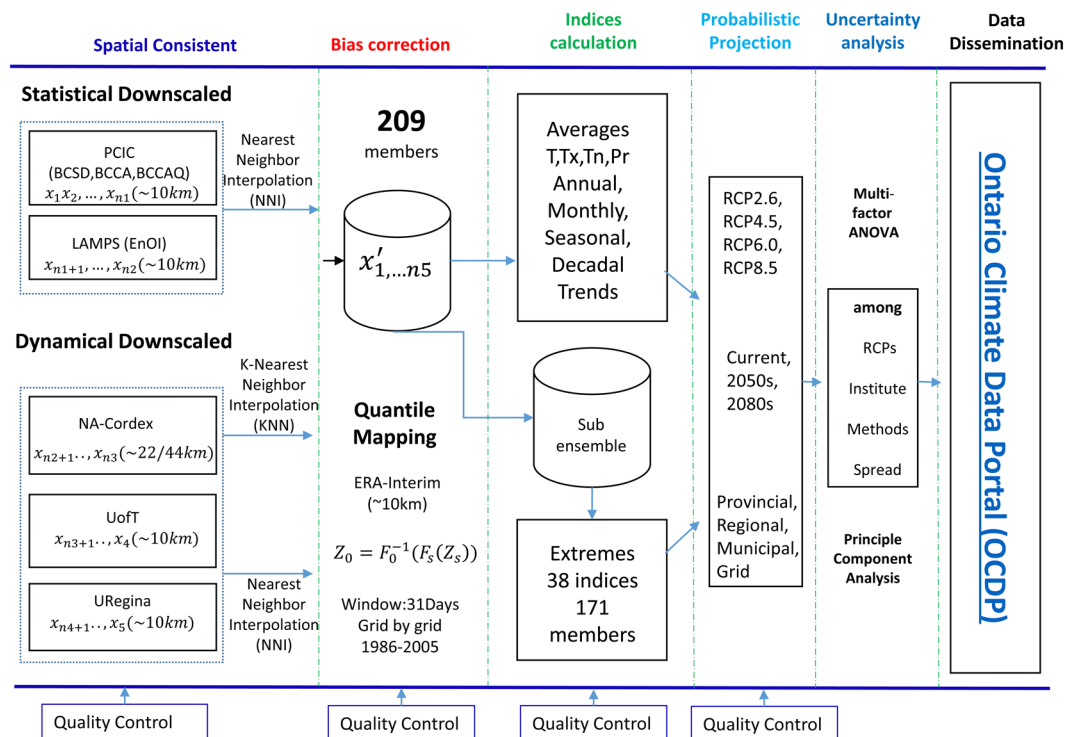 Spatial Consistent
Bias correction
Indices
calculation
Probabilistic
Projection
Uncertainty
analysis
Data
Dissemination
Statistical Downscaled
PCIC
(BCSD,BCCA,BCCAQ)
x₁x₂, …, xₙ₁(~10km)
LAMPS (EnOI)
xₙ₁₊₁, …, xₙ₂(~10km)
Nearest
Neighbor
Interpolation
(NNI)
Dynamical Downscaled
NA-Cordex
xₙ₂₊₁.., xₙ₃(~22/44km)
UofT
xₙ₃₊₁.., x₄(~10km)
URegina
xₙ₄₊₁.., x₅(~10km)
K-Nearest
Neighbor
Interpolation
(KNN)
Nearest
Neighbor
Interpolation
(NNI)
209
members
x′₁,…ₙ₅
Quantile
Mapping
ERA-Interim
(~10km)
Z₀ = F₀⁻¹(Fₛ(Zₛ))
Window:31Days
Grid by grid
1986-2005
Averages
T,Tx,Tn,Pr
Annual,
Monthly,
Seasonal,
Decadal
Trends
Sub
ensemble
Extremes
38 indices
171
members
RCP2.6,
RCP4.5,
RCP6.0,
RCP8.5
Current,
2050s,
2080s
Provincial,
Regional,
Municipal,
Grid
Multi-
factor
ANOVA
among
RCPs
Institute
Methods
Spread
Principle
Component
Analysis
Ontario Climate Data Portal (OCDP)
Quality Control
Quality Control
Quality Control
Quality Control